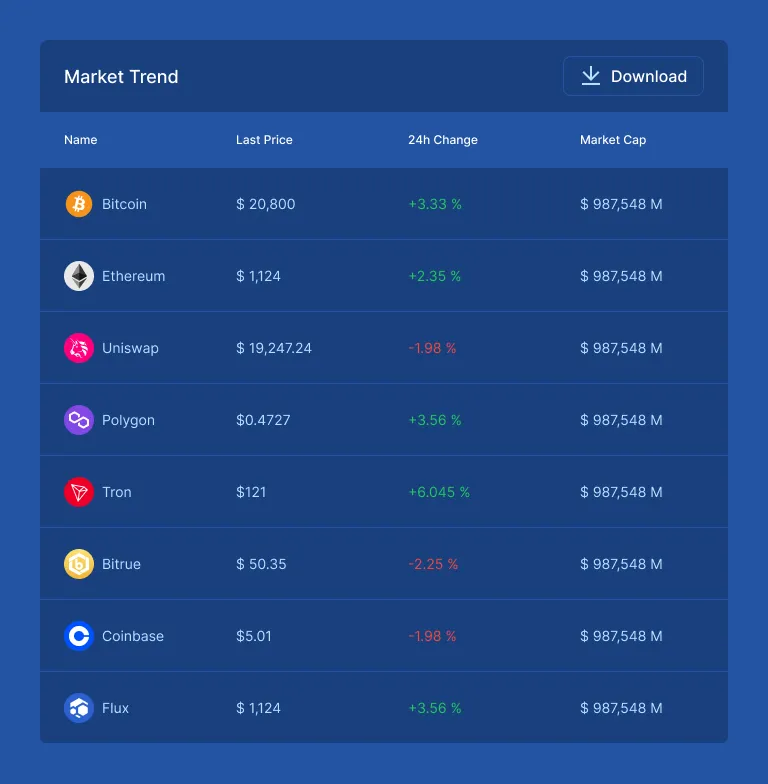 Market Trend Download
Name Last Price 24h Change Market Cap
Bitcoin $ 20,800 +3.33 % $ 987,548 M
Ethereum $ 1,124 +2.35 % $ 987,548 M
Uniswap $ 19,247.24 -1.98 % $ 987,548 M
Polygon $0.4727 +3.56 % $ 987,548 M
Tron $121 +6.045 % $ 987,548 M
Bitrue $ 50.35 -2.25 % $ 987,548 M
Coinbase $5.01 -1.98 % $ 987,548 M
Flux $ 1,124 +3.56 % $ 987,548 M